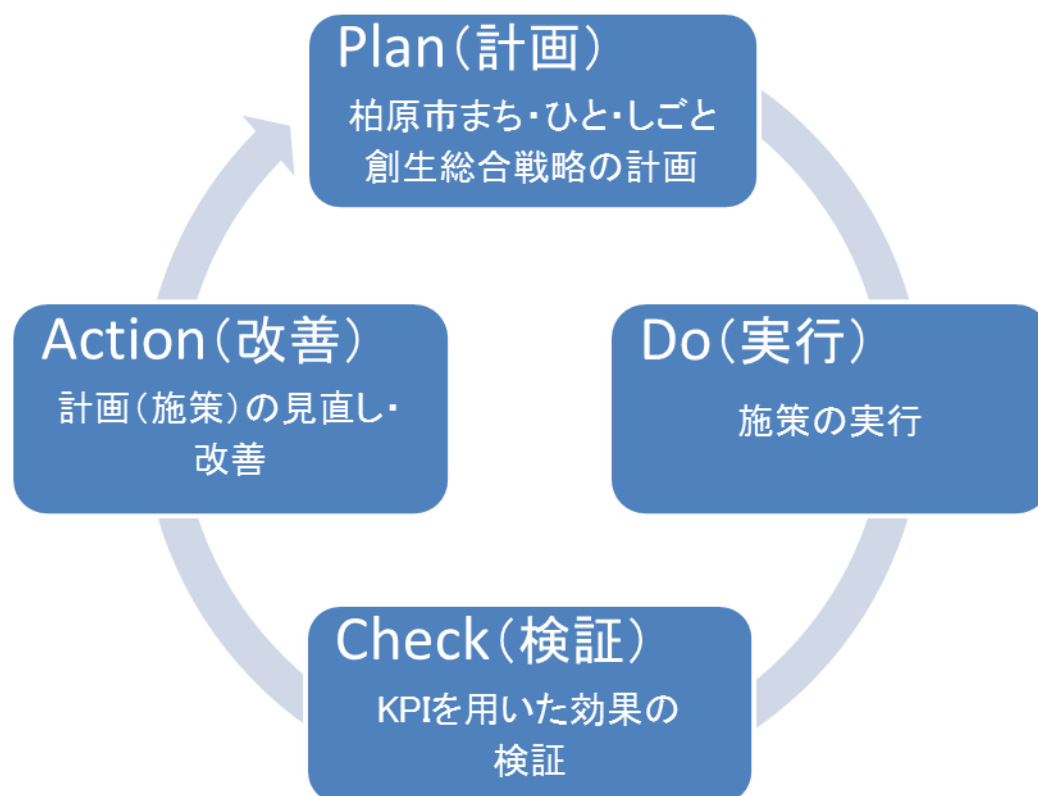 Plan（計画）
柏原市まち・ひと・しごと
創生総合戦略の計画
Do（実行）
施策の実行
Check（検証）
KPIを用いた効果の
検証
Action（改善）
計画（施策）の見直し・
改善